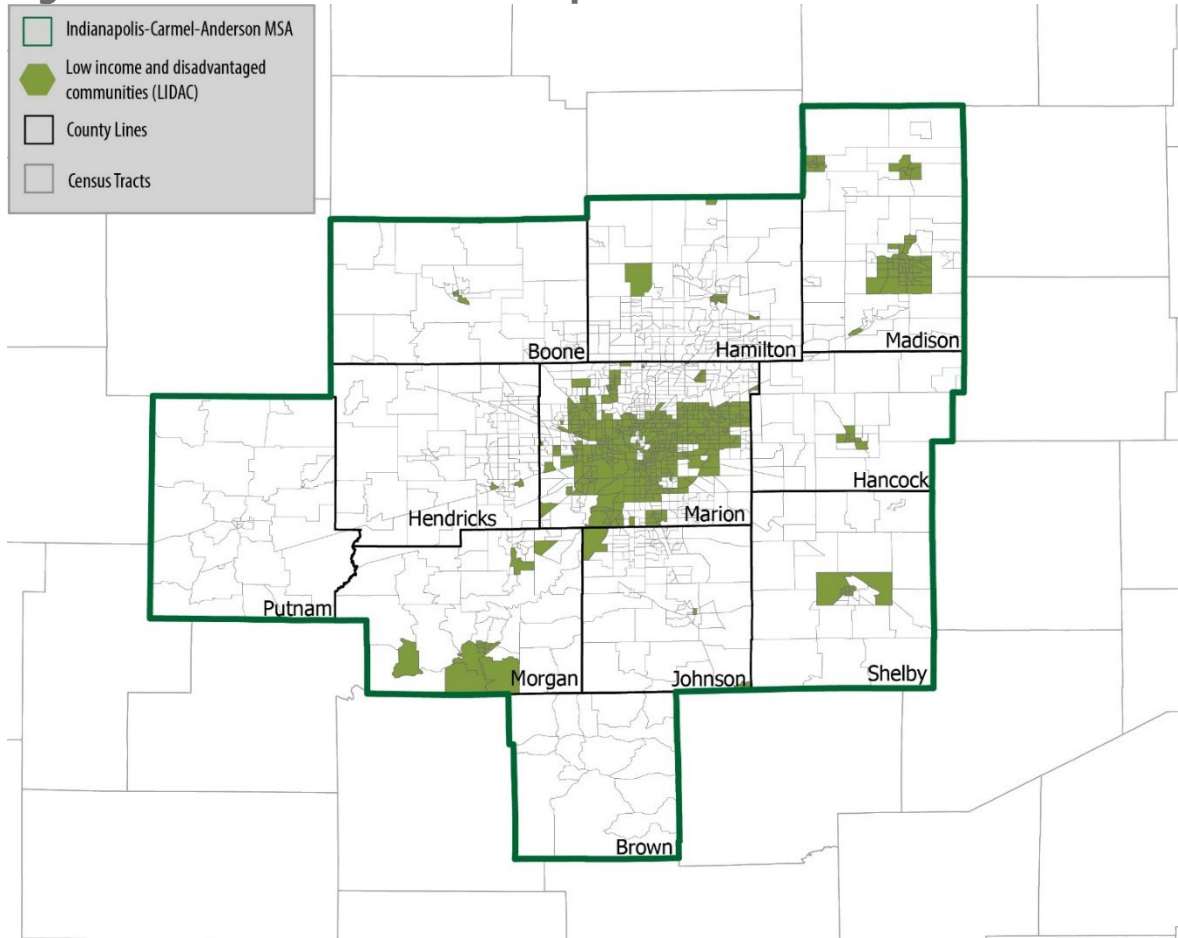 Indianapolis-Carmel-Anderson MSA
Low income and disadvantaged
communities (LIDAC)
County Lines
Census Tracts
Boone
Hamilton
Madison
Hendricks
Marion
Hancock
Putnam
Morgan
Johnson
Shelby
Brown